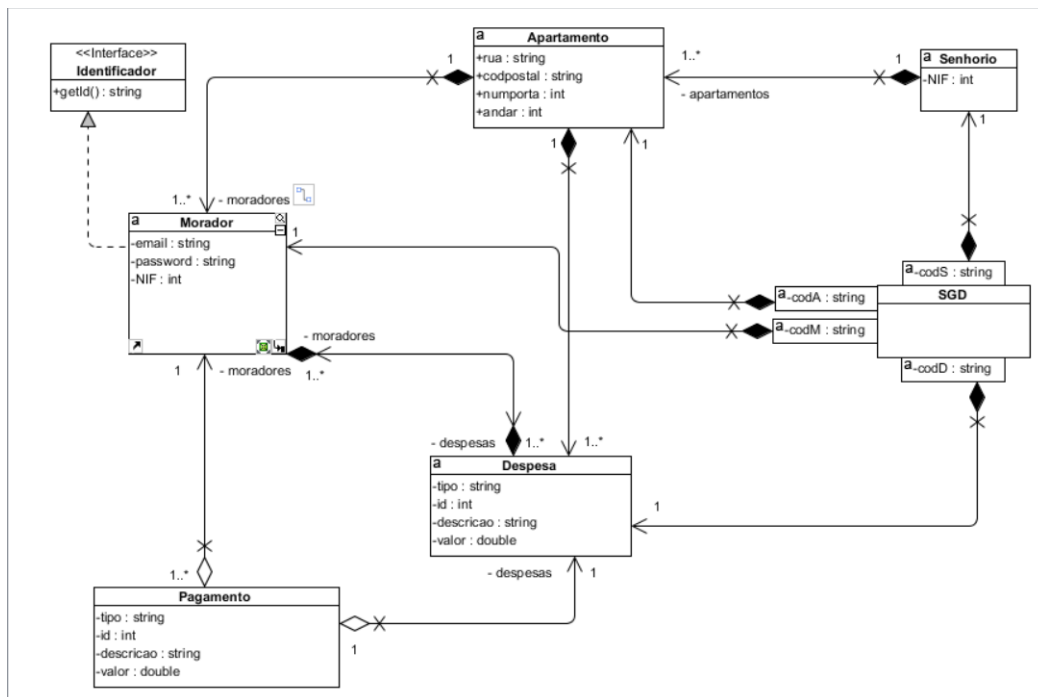 <<Interface>>
Identificador
+getId() : string
a
Apartamento
+rua : string
+codpostal : string
+numporta : int
+andar : int
1
1
1
1..*
- apartamentos
1
a
Senhorio
-NIF : int
1
1..*
- moradores
a
Morador
-email : string
-password : string
-NIF : int
1
a
-codS : string
a
-codA : string
a
-codM : string
SGD
a
-codD : string
- moradores
1..*
1
- moradores
- despesas
1..*
1..*
a
Despesa
-tipo : string
-id : int
-descricao : string
-valor : double
1
- despesas
1
1..*
Pagamento
-tipo : string
-id : int
-descricao : string
-valor : double
1